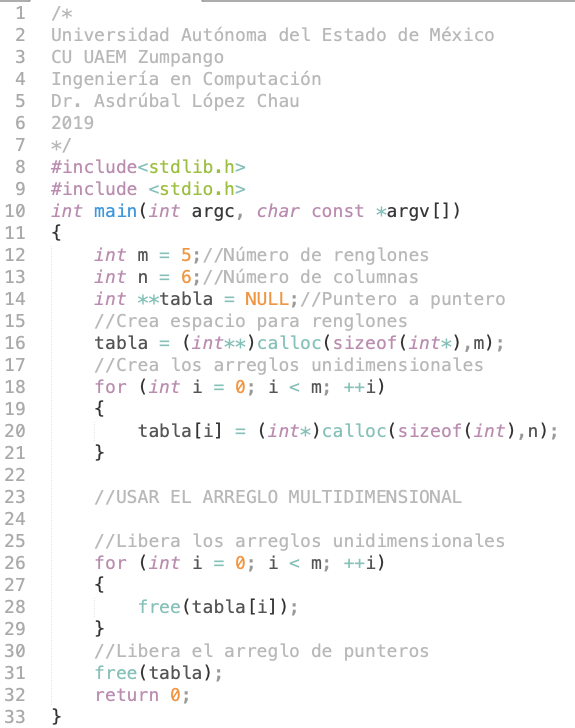 1 /*
2 Universidad Autónoma del Estado de México
3 CU UAEM Zumpango
4 Ingeniería en Computación
5 Dr. Asdrúbal López Chau
6 2019
7 */
8 #include<stdlib.h>
9 #include <stdio.h>
10 int main(int argc, char const *argv[])
11 {
12     int m = 5;//Número de renglones
13     int n = 6;//Número de columnas
14     int **tabla = NULL;//Puntero a puntero
15     //Crea espacio para renglones
16     tabla = (int**)calloc(sizeof(int*),m);
17     //Crea los arreglos unidimensionales
18     for (int i = 0; i < m; ++i)
19     {
20         tabla[i] = (int*)calloc(sizeof(int),n);
21     }
22
23     //USAR EL ARREGLO MULTIDIMENSIONAL
24
25     //Libera los arreglos unidimensionales
26     for (int i = 0; i < m; ++i)
27     {
28         free(tabla[i]);
29     }
30     //Libera el arreglo de punteros
31     free(tabla);
32     return 0;
33 }